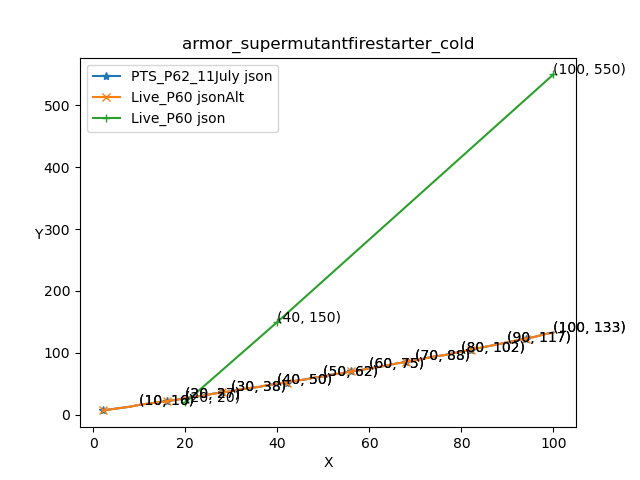 armor_supermutantfirestarter_cold
PTS_P62_11July json
Live_P60 jsonAlt
Live_P60 json
(100, 550)
500
400
300
Y
200
100
0
(40, 150)
(10, 16)
(20, 27)
(20, 20)
(30, 38)
(40, 50)
(50, 62)
(60, 75)
(70, 88)
(80, 102)
(90, 117)
(100, 133)
0 20 40 60 80 100
X